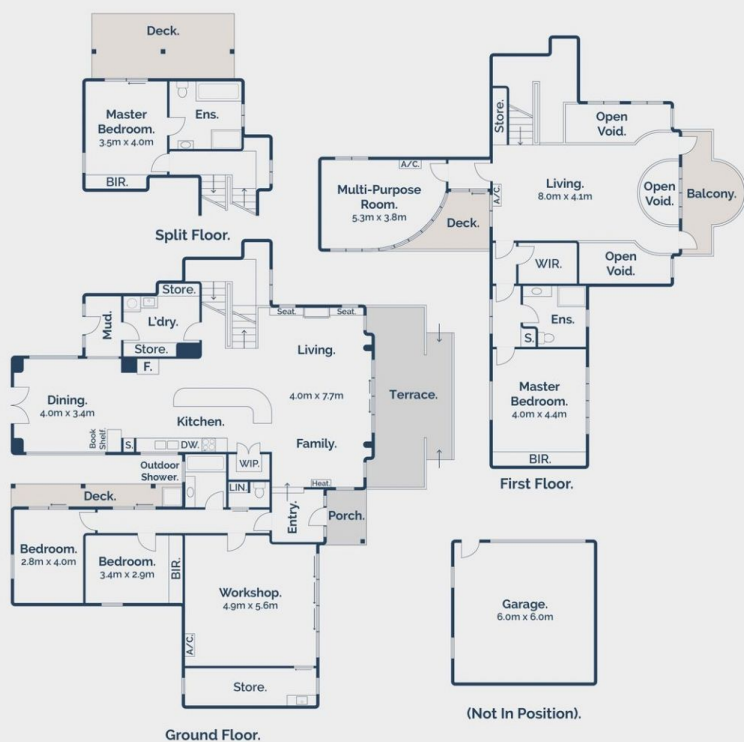 Deck.
Master
Bedroom.
3.5m x 4.0m
Ens.
BIR.
Split Floor.
Store.
Open
Void.
A/C.
Multi-Purpose
Room.
5.3m x 3.8m
Deck.
A/C.
Living.
8.0m x 4.1m
Open
Void.
Balcony.
WIR.
Open
Void.
Ens.
S.
Master
Bedroom.
4.0m x 4.4m
BIR.
First Floor.
Store.
Mud.
L'dry.
Store.
F.
Seat.
Seat.
Living.
4.0m x 7.7m
Family.
Terrace.
Dining.
4.0m x 3.4m
Book
Shelf.
S.
Kitchen.
DW.
WIP.
Outdoor
Shower.
LIN.
Heat
Deck.
Entry.
Porch.
Bedroom.
2.8m x 4.0m
Bedroom.
3.4m x 2.9m
BIR.
Workshop.
4.9m x 5.6m
A/C.
Store.
Ground Floor.
Garage.
6.0m x 6.0m
(Not In Position).